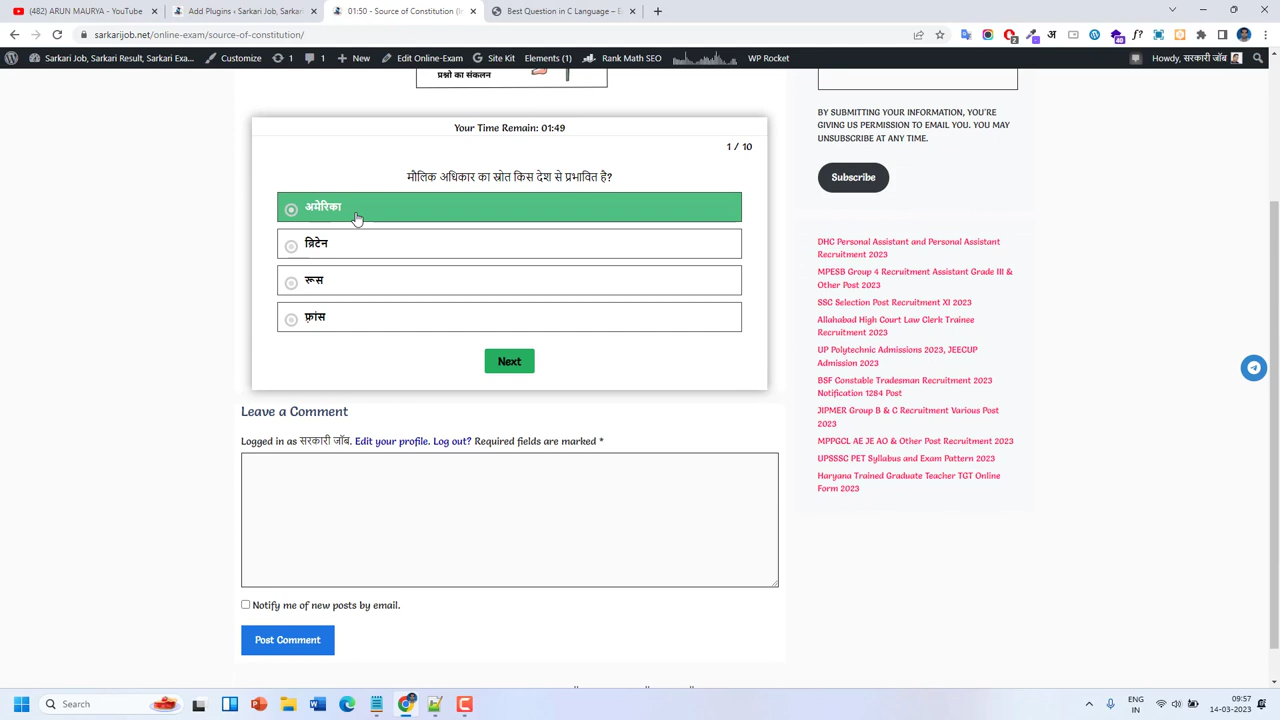 (482) ARUN MAURYA - YouTube
Add Plugins ‹ Sarkari Job, Sarkari
01:50 - Source of Constitution (In
Best Question in C Language – E
sarkarijob.net/online-exam/source-of-constitution/
Sarkari Job, Sarkari Result, Sarkari Exa... Customize 1 1 New Edit Online-Exam Site Kit Elements (1) Rank Math SEO WP Rocket Howdy, सरकारी जॉब
प्रश्नो का संकलन
Your Time Remain: 01:49
1 / 10
मौलिक अधिकार का स्रोत किस देश से प्रभावित है?
अमेरिका
ब्रिटेन
रूस
फ़्रांस
Next
Leave a Comment
Logged in as सरकारी जॉब. Edit your profile. Log out? Required fields are marked *
Notify me of new posts by email.
Post Comment
BY SUBMITTING YOUR INFORMATION, YOU'RE
GIVING US PERMISSION TO EMAIL YOU. YOU MAY
UNSUBSCRIBE AT ANY TIME.
Subscribe
DHC Personal Assistant and Personal Assistant
Recruitment 2023
MPESB Group 4 Recruitment Assistant Grade III &
Other Post 2023
SSC Selection Post Recruitment XI 2023
Allahabad High Court Law Clerk Trainee
Recruitment 2023
UP Polytechnic Admissions 2023, JEECUP
Admission 2023
BSF Constable Tradesman Recruitment 2023
Notification 1284 Post
JIPMER Group B & C Recruitment Various Post
2023
MPPGCL AE JE AO & Other Post Recruitment 2023
UPSSSC PET Syllabus and Exam Pattern 2023
Haryana Trained Graduate Teacher TGT Online
Form 2023
Search
ENG
IN
09:57
14-03-2023